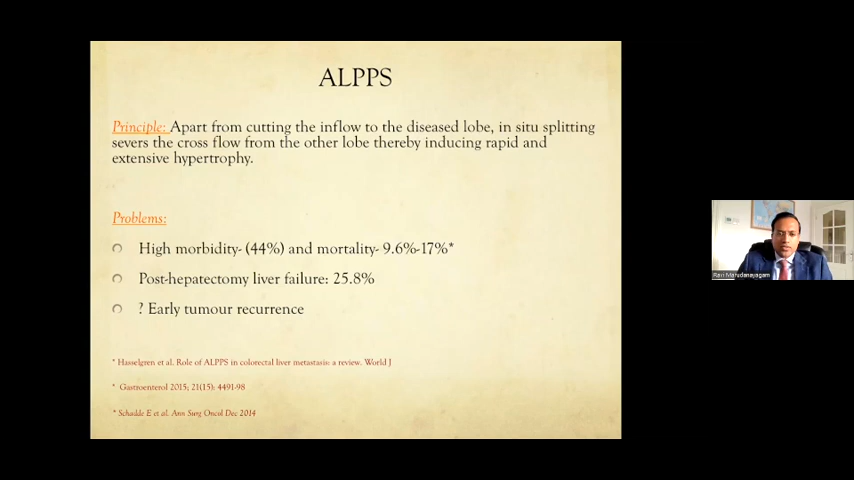 ALPPS
Principle: Apart from cutting the inflow to the diseased lobe, in situ splitting
severs the cross flow from the other lobe thereby inducing rapid and
extensive hypertrophy.
Problems:
High morbidity- (44%) and mortality- 9.6%-17%*
Post-hepatectomy liver failure: 25.8%
? Early tumour recurrence
* Hasselgren et al. Role of ALPPS in colorectal liver metastasis: a review. World J
* Gastroenterol 2015; 21(15): 4491-98
* Schadde E et al. Ann Surg Oncol Dec 2014